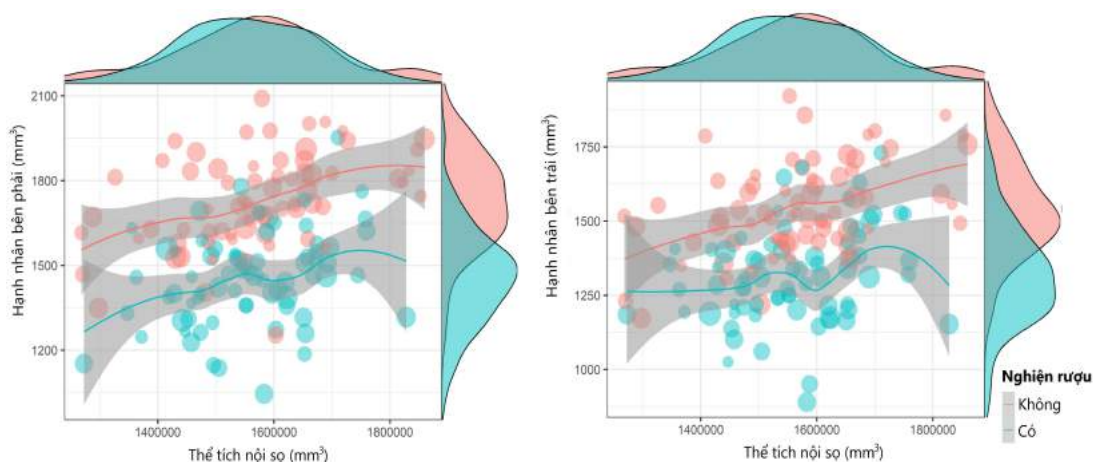 Hạnh nhân bên phải (mm³)
2100
1800
1500
1200
1400000
1600000
1800000
Thể tích nội sọ (mm³)
Hạnh nhân bên trái (mm³)
1750
1500
1250
1000
1400000
1600000
1800000
Thể tích nội sọ (mm³)
Nghiện rượu
Không
Có